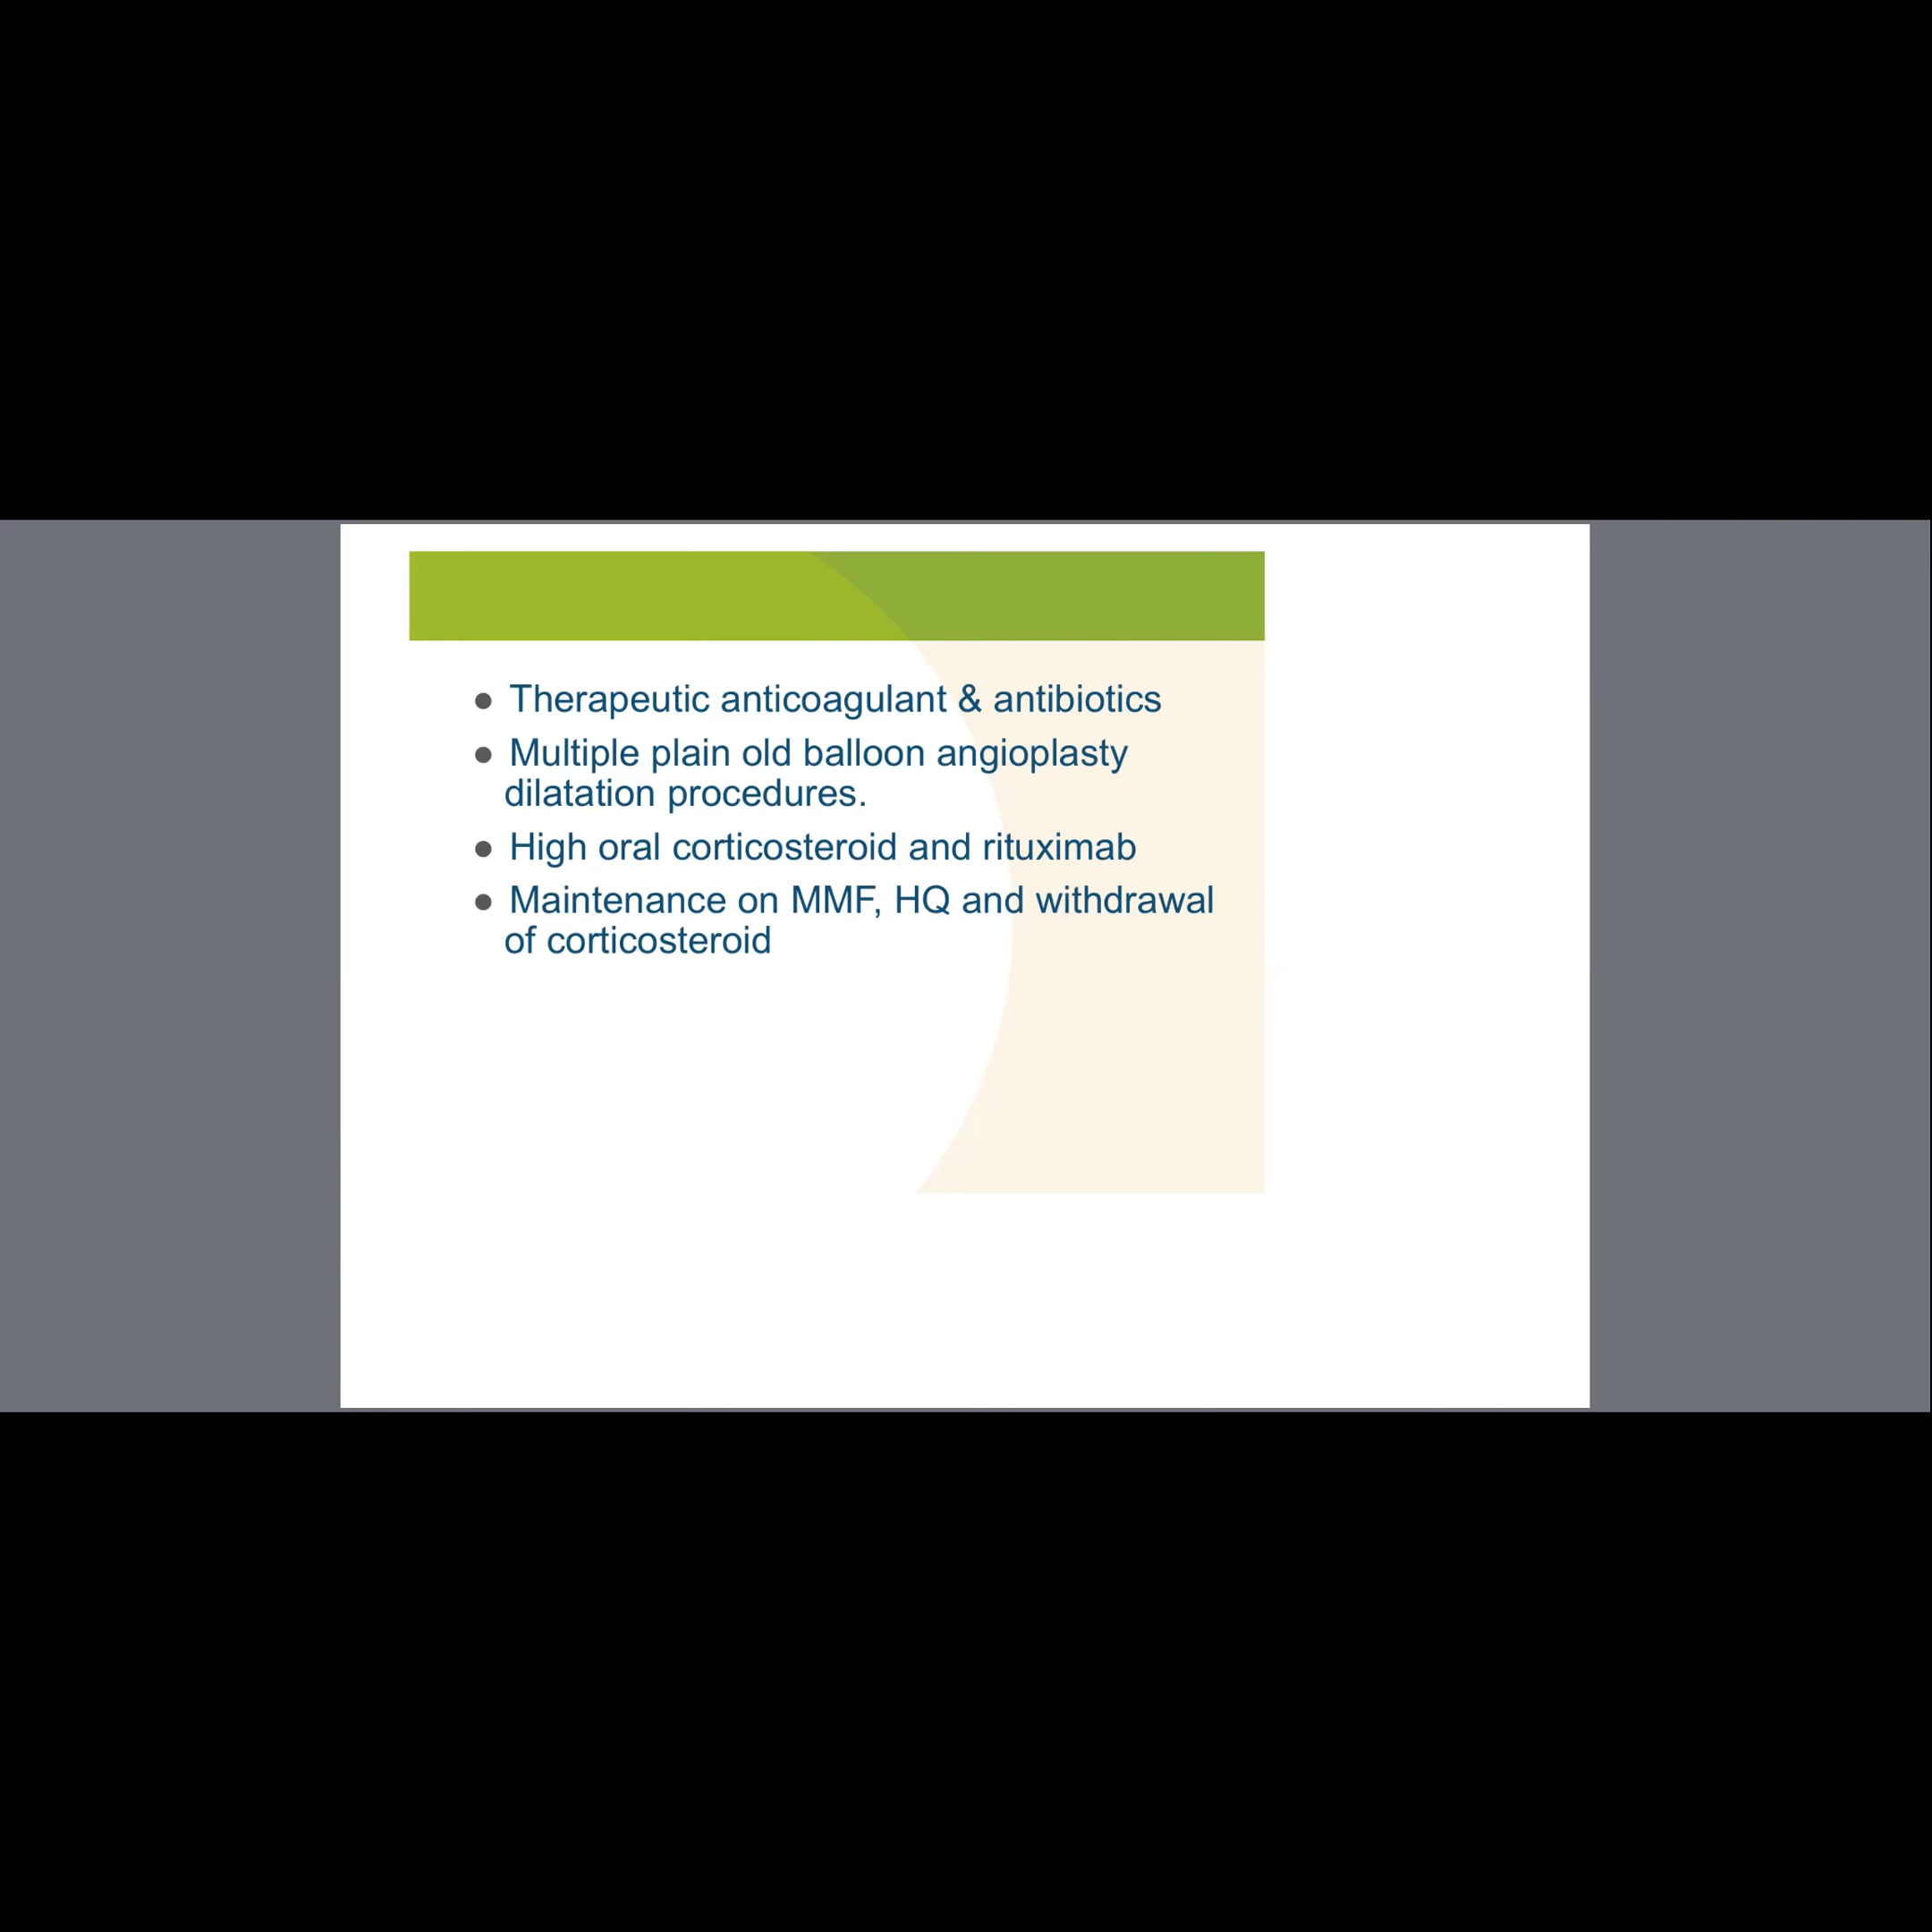 ● Therapeutic anticoagulant & antibiotics
● Multiple plain old balloon angioplasty
dilatation procedures.
● High oral corticosteroid and rituximab
● Maintenance on MMF, HQ and withdrawal
of corticosteroid